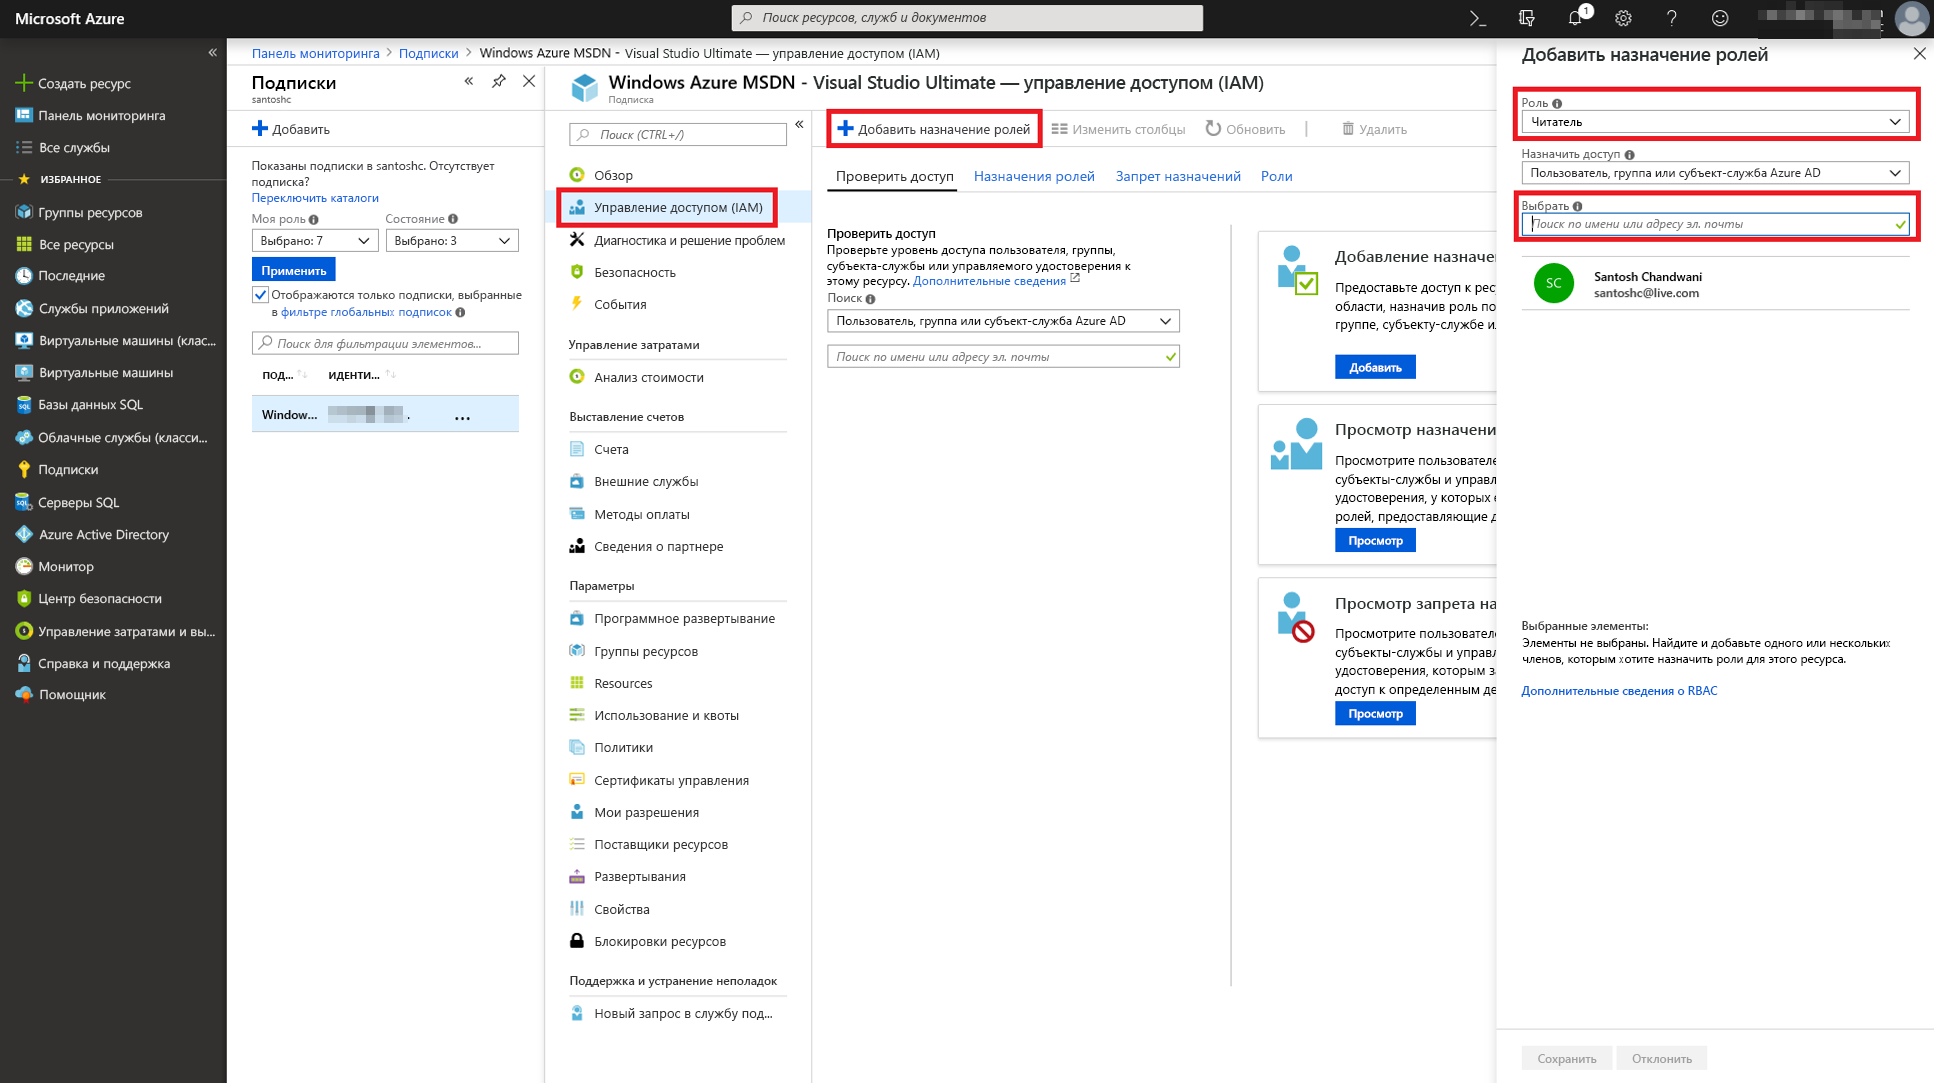 Microsoft Azure
Поиск ресурсов, служб и документов
1
Создать ресурс
Панель мониторинга
Все службы
ИЗБРАННОЕ
Группы ресурсов
Все ресурсы
Последние
Службы приложений
Виртуальные машины (клас...
Виртуальные машины
Базы данных SQL
Облачные службы (класси...
Подписки
Серверы SQL
Azure Active Directory
Монитор
Центр безопасности
Управление затратами и вы...
Справка и поддержка
Помощник
Панель мониторинга > Подписки > Windows Azure MSDN - Visual Studio Ultimate — управление доступом (IAM)
Подписки
santoshc
Добавить
Показаны подписки в santoshc. Отсутствует
подписка?
Переключить каталоги
Моя роль
Состояние
Выбрано: 7
Выбрано: 3
Применить
Отображаются только подписки, выбранные
в фильтре глобальных подписок
Поиск для фильтрации элементов...
ПОД...
ИДЕНТИ...
Window...
...
Windows Azure MSDN - Visual Studio Ultimate — управление доступом (IAM)
Подписка
Поиск (CTRL+/)
Обзор
Управление доступом (IAM)
Диагностика и решение проблем
Безопасность
События
Управление затратами
Анализ стоимости
Выставление счетов
Счета
Внешние службы
Методы оплаты
Сведения о партнере
Параметры
Программное развертывание
Группы ресурсов
Resources
Использование и квоты
Политики
Сертификаты управления
Мои разрешения
Поставщики ресурсов
Развертывания
Свойства
Блокировки ресурсов
Поддержка и устранение неполадок
Новый запрос в службу под...
Добавить назначение ролей
Изменить столбцы
Обновить
Удалить
Проверить доступ
Назначения ролей
Запрет назначений
Роли
Проверить доступ
Проверьте уровень доступа пользователя, группы,
субъекта-службы или управляемого удостоверения к
этому ресурсу. Дополнительные сведения
Поиск
Пользователь, группа или субъект-служба Azure AD
Поиск по имени или адресу эл. почты
Добавление назначе
Предоставьте доступ к рес
области, назначив роль по
группе, субъекту-службе и
Добавить
Просмотр назначени
Просмотрите пользователе
субъекты-службы и управл
удостоверения, у которых е
ролей, предоставляющие д
Просмотр
Просмотр запрета на
Просмотрите пользовате
субъекты-службы и управл
удостоверения, которым з
доступ к определенным де
Просмотр
Добавить назначение ролей
Роль
Читатель
Назначить доступ
Пользователь, группа или субъект-служба Azure AD
Выбрать
Поиск по имени или адресу эл. почты
SC
Santosh Chandwani
santoshc@live.com
Выбранные элементы:
Элементы не выбраны. Найдите и добавьте одного или нескольких
членов, которым хотите назначить роли для этого ресурса.
Дополнительные сведения о RBAC
Сохранить
Отклонить